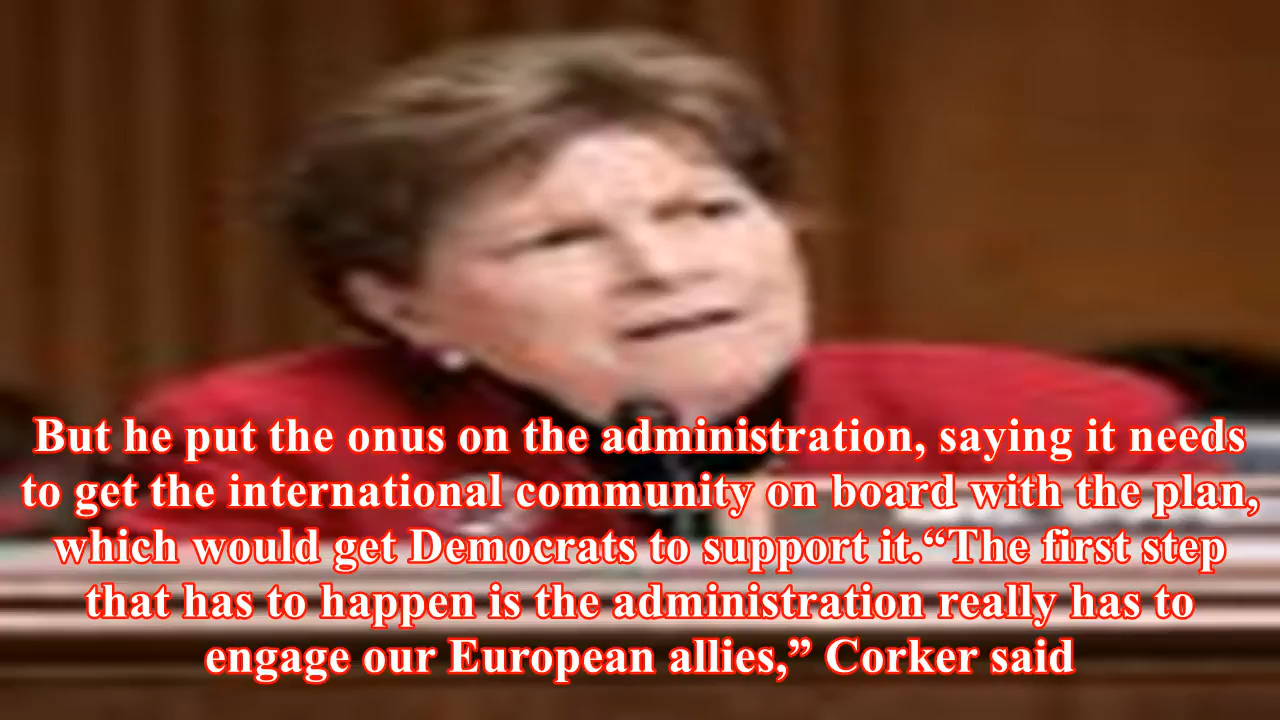 But he put the onus on the administration, saying it needs
to get the international community on board with the plan,
which would get Democrats to support it.“The first step
that has to happen is the administration really has to
engage our European allies,” Corker said